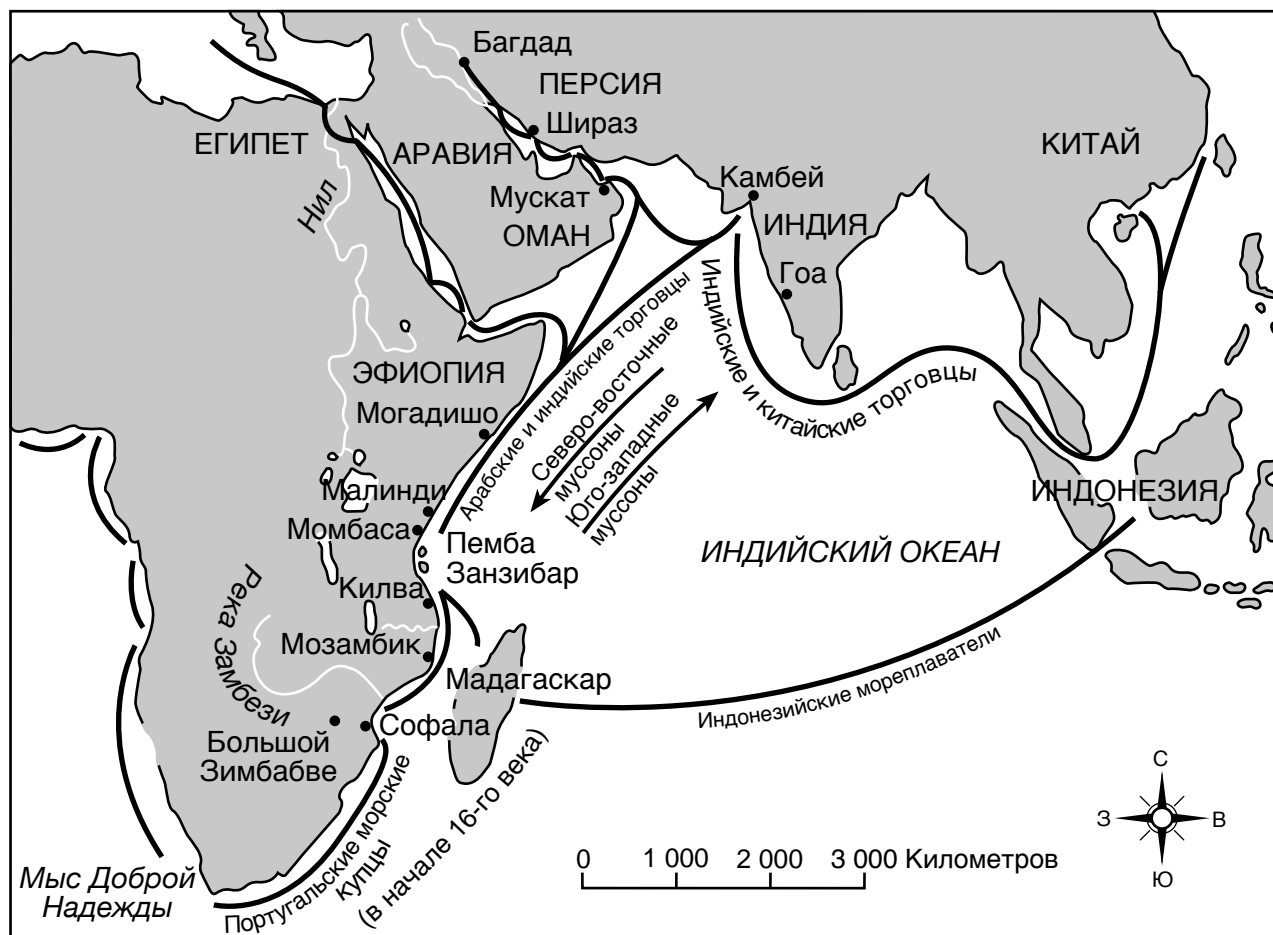 Багдад
ПЕРСИЯ
Шираз
ЕГИПЕТ
АРАВИЯ
КИТАЙ
Нил
Мускат
ОМАН
Камбей
ИНДИЯ
Гоа
Арабские и индийские торговцы
Северо-восточные
муссоны
Юго-западные
муссоны
Индийские и китайские торговцы
ЭФИОПИЯ
Могадишо
Малинди
Момбаса
Пемба
Занзибар
ИНДОНЕЗИЯ
ИНДИЙСКИЙ ОКЕАН
Килва
Река Замбези
Мозамбик
Мадагаскар
Индонезийские мореплаватели
Софала
Большой
Зимбабве
Португальские морские
купцы
(в начале 16-го века)
Мыс Доброй
Надежды
0 1 000 2 000 3 000 Километров
С
З В
Ю